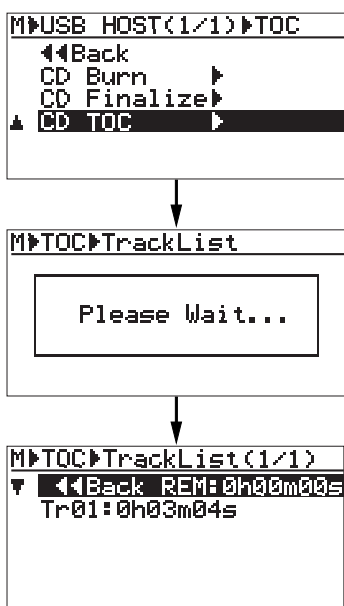 M▶USB HOST(1/1)▶TOC
◀◀Back
CD Burn ▶
CD Finalize▶
▲ CD TOC ▶
M▶TOC▶TrackList
Please Wait...
M▶TOC▶TrackList(1/1)
▼ ◀◀Back REM:0h00m00s
Tr01:0h03m04s